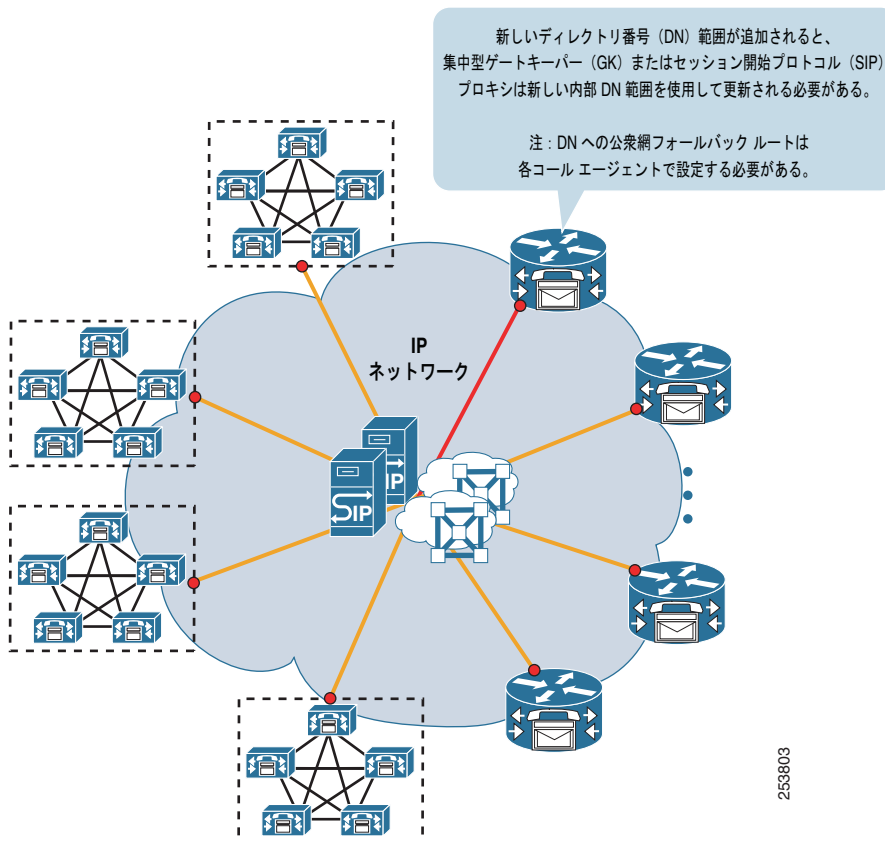 新しいディレクトリ番号（DN）範囲が追加されると、
集中型ゲートキーパー（GK）またはセッション開始プロトコル（SIP）
プロキシは新しい内部 DN 範囲を使用して更新される必要がある。
注：DN への公衆網フォールバック ルートは
各コール エージェントで設定する必要がある。
IP
ネットワーク
IP
SIP
253803